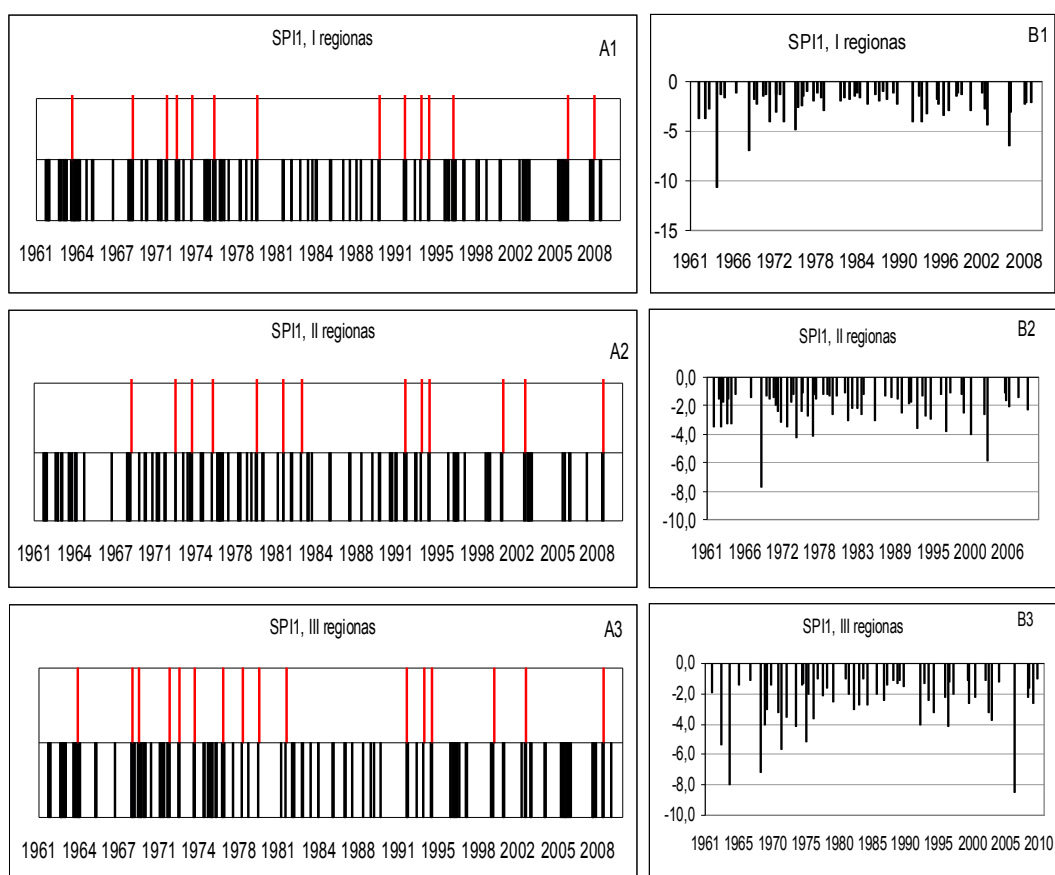 SPI1, I regionas
A1
1961 1964 1967 1971 1974 1978 1981 1984 1988 1991 1995 1998 2002 2005 2008
SPI1, I regionas
B1
0
-5
-10
-15
1961 1966 1972 1978 1984 1990 1996 2002 2008
SPI1, II regionas
A2
1961 1964 1967 1971 1974 1978 1981 1984 1988 1991 1995 1998 2002 2005 2008
SPI1, II regionas
B2
0,0
-2,0
-4,0
-6,0
-8,0
-10,0
1961 1966 1972 1978 1983 1989 1995 2000 2006
SPI1, III regionas
A3
1961 1964 1967 1971 1974 1978 1981 1984 1988 1991 1995 1998 2002 2005 2008
SPI1, III regionas
B3
0,0
-2,0
-4,0
-6,0
-8,0
-10,0
1961 1965 1970 1975 1980 1985 1990 1995 2000 2005 2010